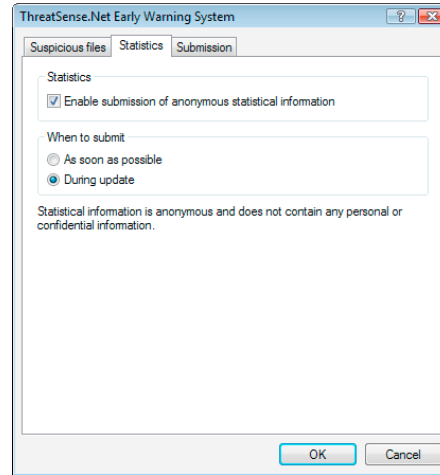 ThreatSense.Net Early Warning System
Suspicious files Statistics Submission
Statistics
Enable submission of anonymous statistical information
When to submit
As soon as possible
During update
Statistical information is anonymous and does not contain any personal or
confidential information.
OK Cancel